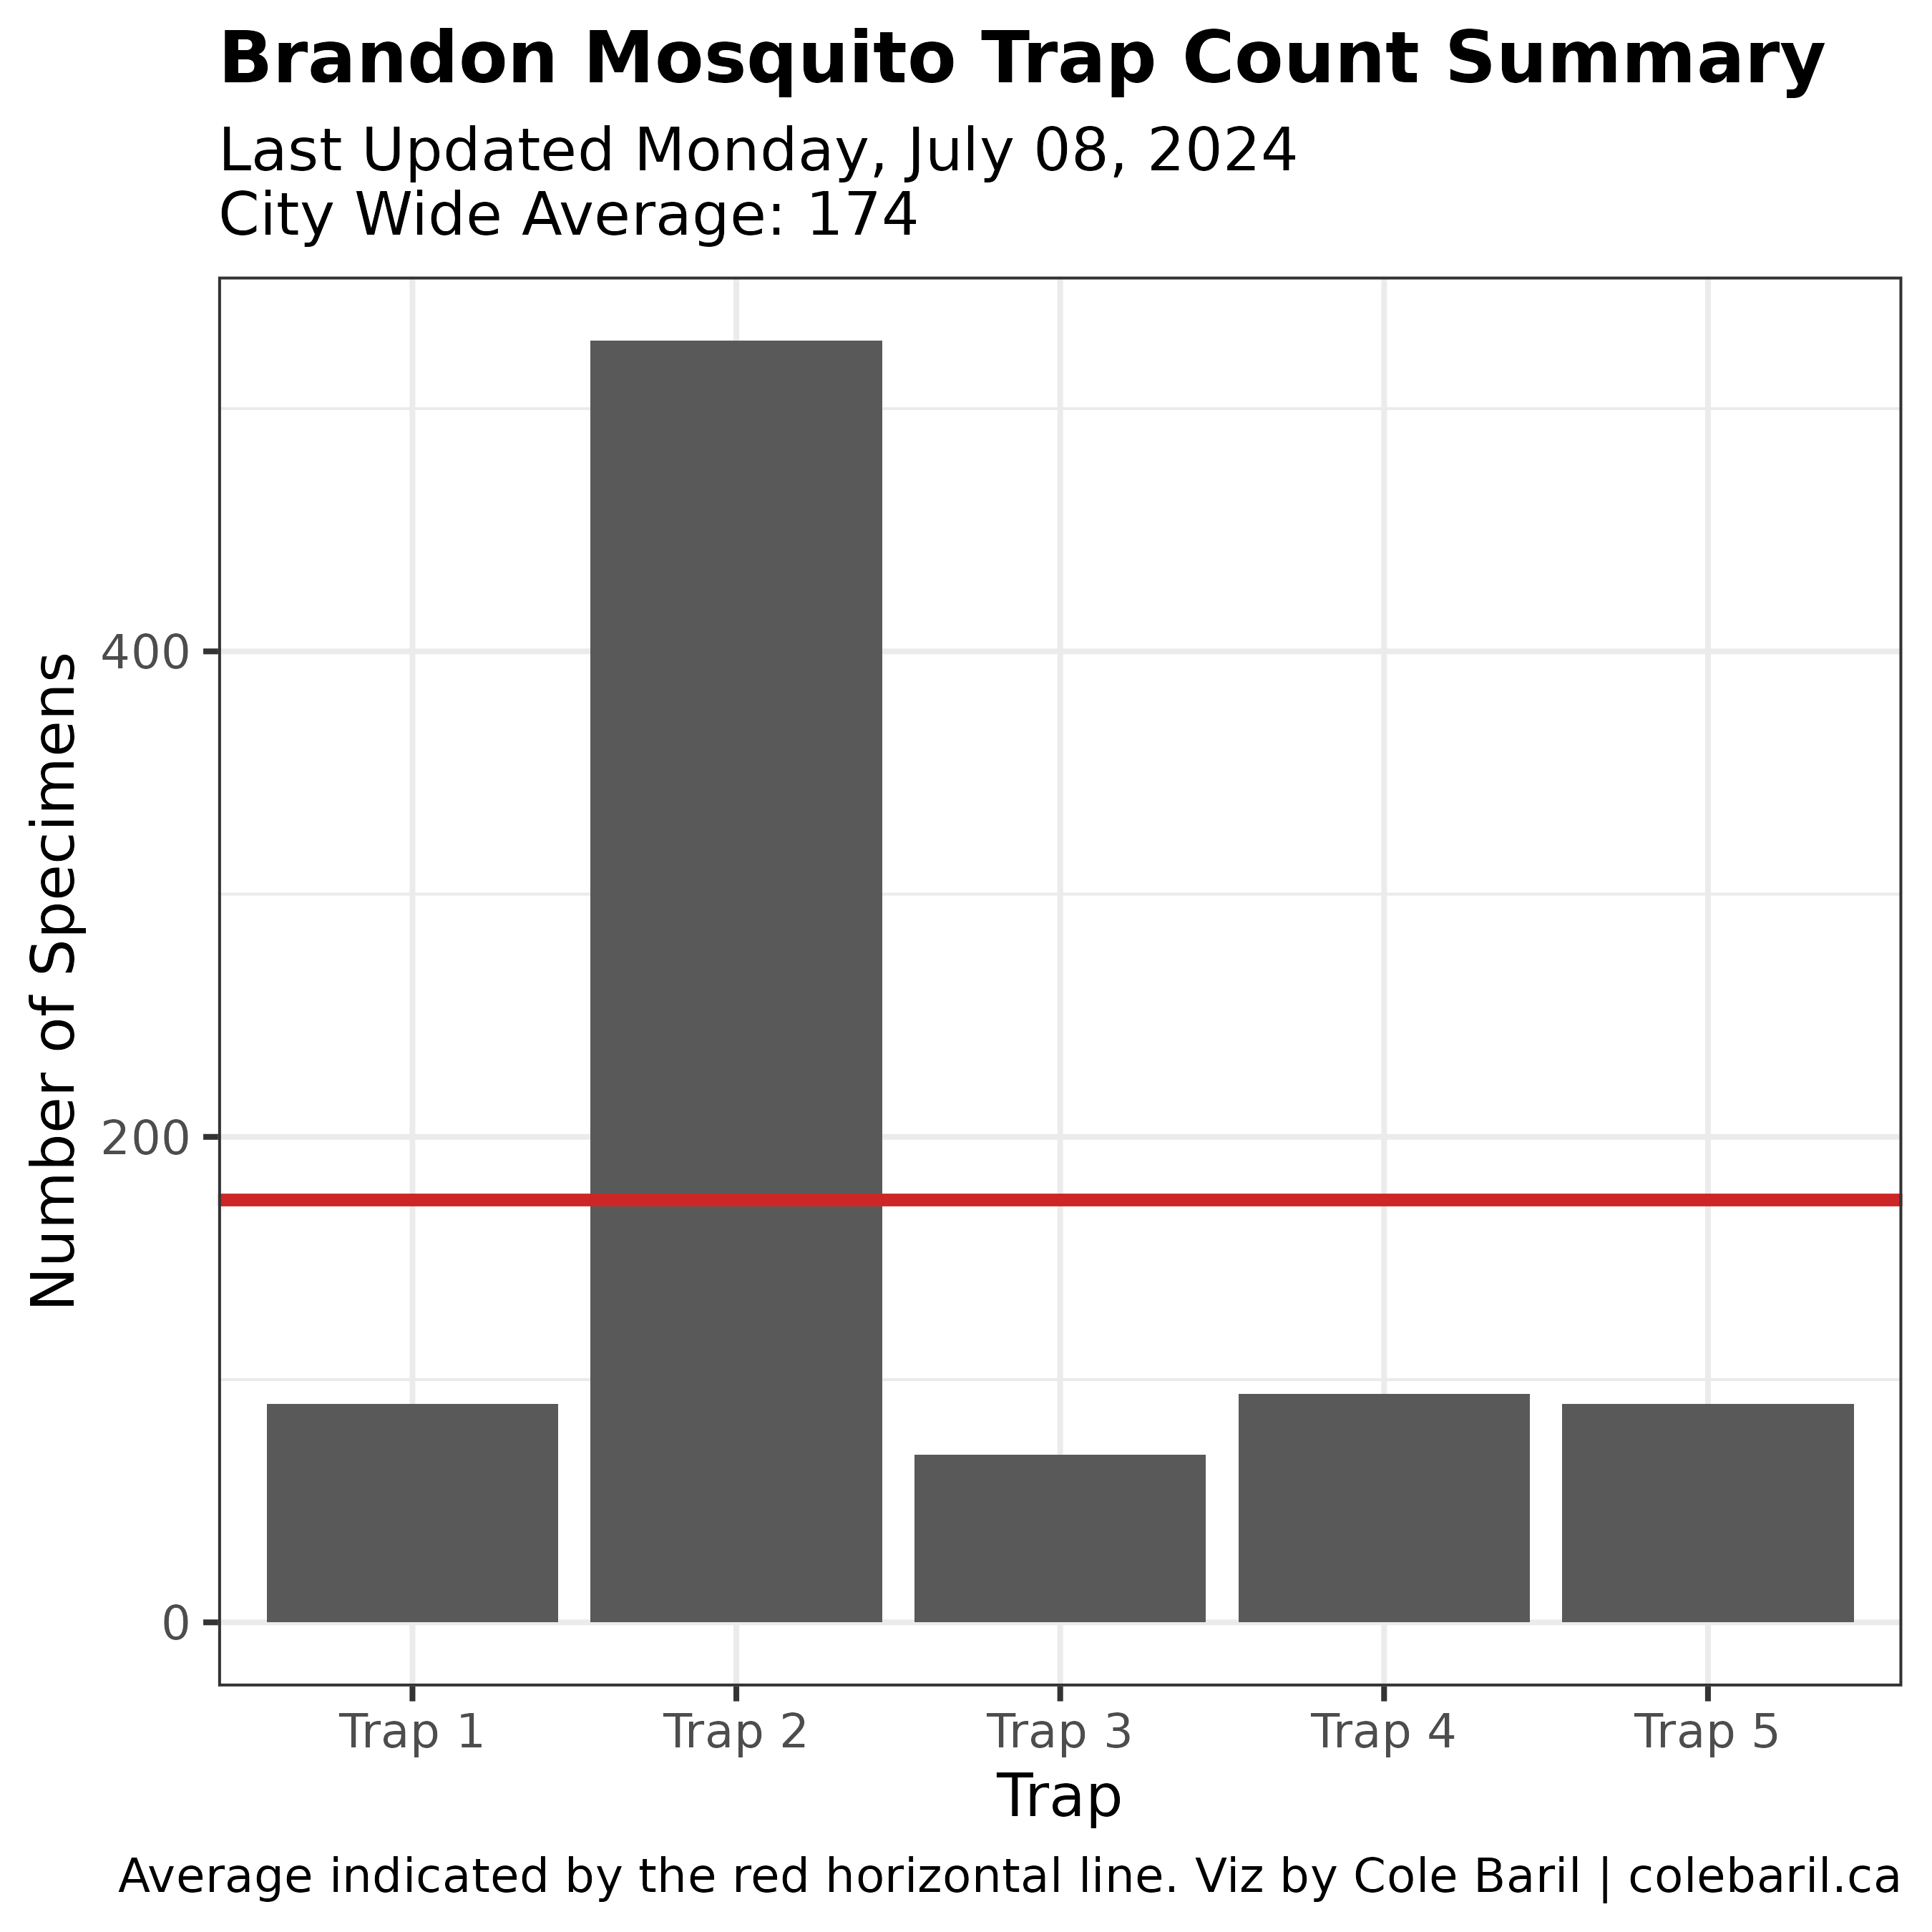 Brandon Mosquito Trap Count Summary
Last Updated Monday, July 08, 2024
City Wide Average: 174
Number of Specimens
400
200
0
Trap 1
Trap 2
Trap 3
Trap 4
Trap 5
Trap
Average indicated by the red horizontal line. Viz by Cole Baril | colebaril.ca